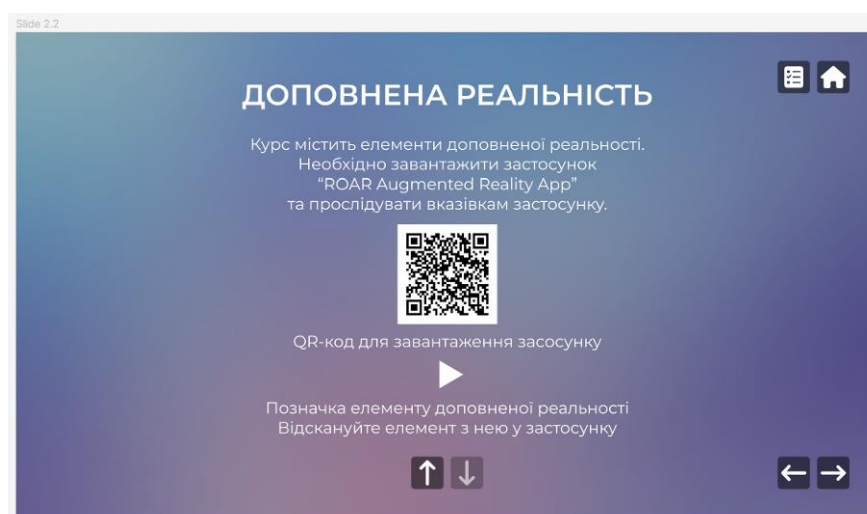 Slide 2.2
ДОПОВНЕНА РЕАЛЬНІСТЬ
Курс містить елементи доповненої реальності.
Необхідно завантажити застосунок
“ROAR Augmented Reality App”
та прослідувати вказівкам застосунку.
QR-код для завантаження засосунку
Позначка елементу доповненої реальності
Відскануйте елемент з нею у застосунку